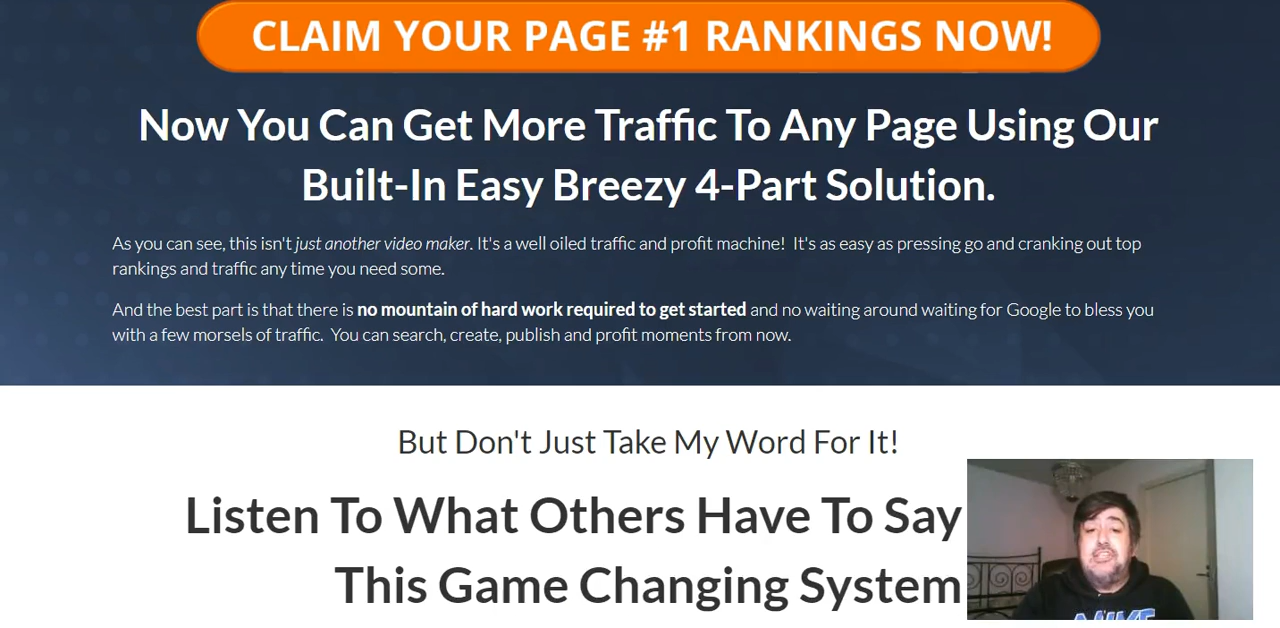 CLAIM YOUR PAGE #1 RANKINGS NOW!
Now You Can Get More Traffic To Any Page Using Our
Built-In Easy Breezy 4-Part Solution.
As you can see, this isn't just another video maker. It's a well oiled traffic and profit machine!  It's as easy as pressing go and cranking out top
rankings and traffic any time you need some.
And the best part is that there is no mountain of hard work required to get started and no waiting around waiting for Google to bless you
with a few morsels of traffic.  You can search, create, publish and profit moments from now.
But Don't Just Take My Word For It!
Listen To What Others Have To Say
This Game Changing System